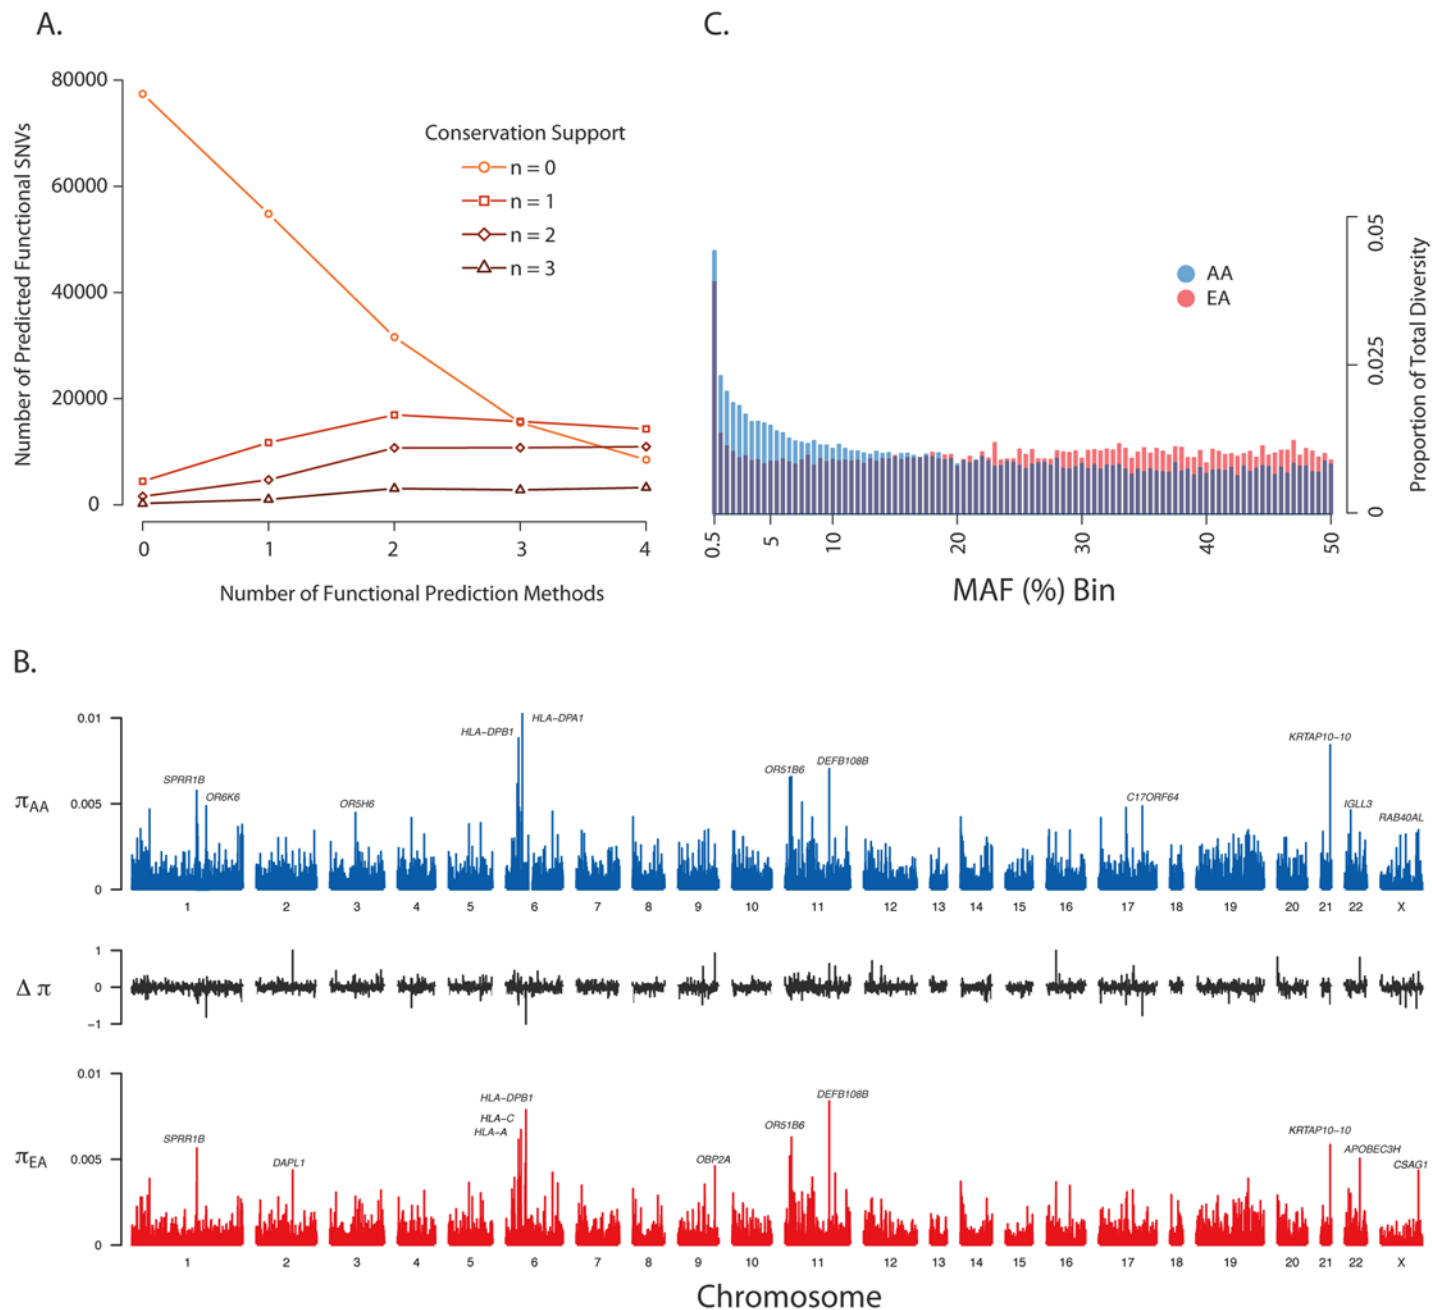 A.
80000
60000
40000
20000
0
Number of Predicted Functional SNVs
Conservation Support
n = 0
n = 1
n = 2
n = 3
0 1 2 3 4
Number of Functional Prediction Methods
C.
AA
EA
0.05
0.025
0
Proportion of Total Diversity
0.5 5 10 20 30 40 50
MAF (%) Bin
B.
πAA
0.01
0.005
0
SPRR1B
OR6K6
OR5H6
HLA-DPB1
HLA-DPA1
OR51B6
DEFB108B
C17ORF64
KRTAP10-10
IGLL3
RAB40AL
1 2 3 4 5 6 7 8 9 10 11 12 13 14 15 16 17 18 19 20 21 22 X
Δ π
1
0
-1
πEA
0.01
0.005
0
SPRR1B
DAPL1
HLA-DPB1
HLA-C
HLA-A
OBP2A
OR51B6
DEFB108B
KRTAP10-10
APOBEC3H
CSAG1
1 2 3 4 5 6 7 8 9 10 11 12 13 14 15 16 17 18 19 20 21 22 X
Chromosome